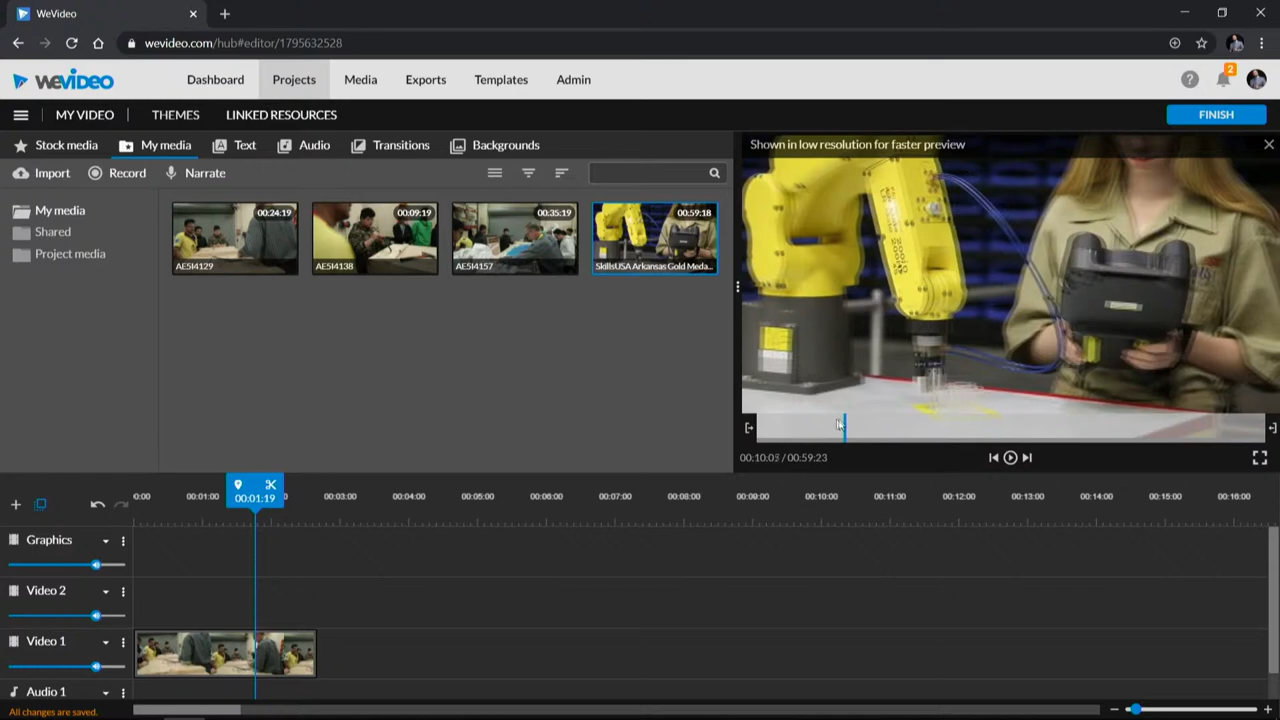 WeVideo
wevideo.com/hub#editor/1795632528
WEVIDEO
Dashboard
Projects
Media
Exports
Templates
Admin
2
MY VIDEO
THEMES
LINKED RESOURCES
FINISH
Stock media
My media
Text
Audio
Transitions
Backgrounds
Shown in low resolution for faster preview
Import
Record
Narrate
My media
Shared
Project media
00:24:19
AE5I4129
00:09:19
AE5I4138
00:35:19
AE5I4157
00:59:18
SkillsUSA Arkansas Gold Meda...
/ 00:59:23
00:01:19
0:00
00:01:00
00:03:00
00:04:00
00:05:00
00:06:00
00:07:00
00:08:00
00:09:00
00:10:00
00:11:00
00:12:00
00:13:00
00:14:00
00:15:00
00:16:00
Graphics
Video 2
Video 1
Audio 1
All changes are saved.